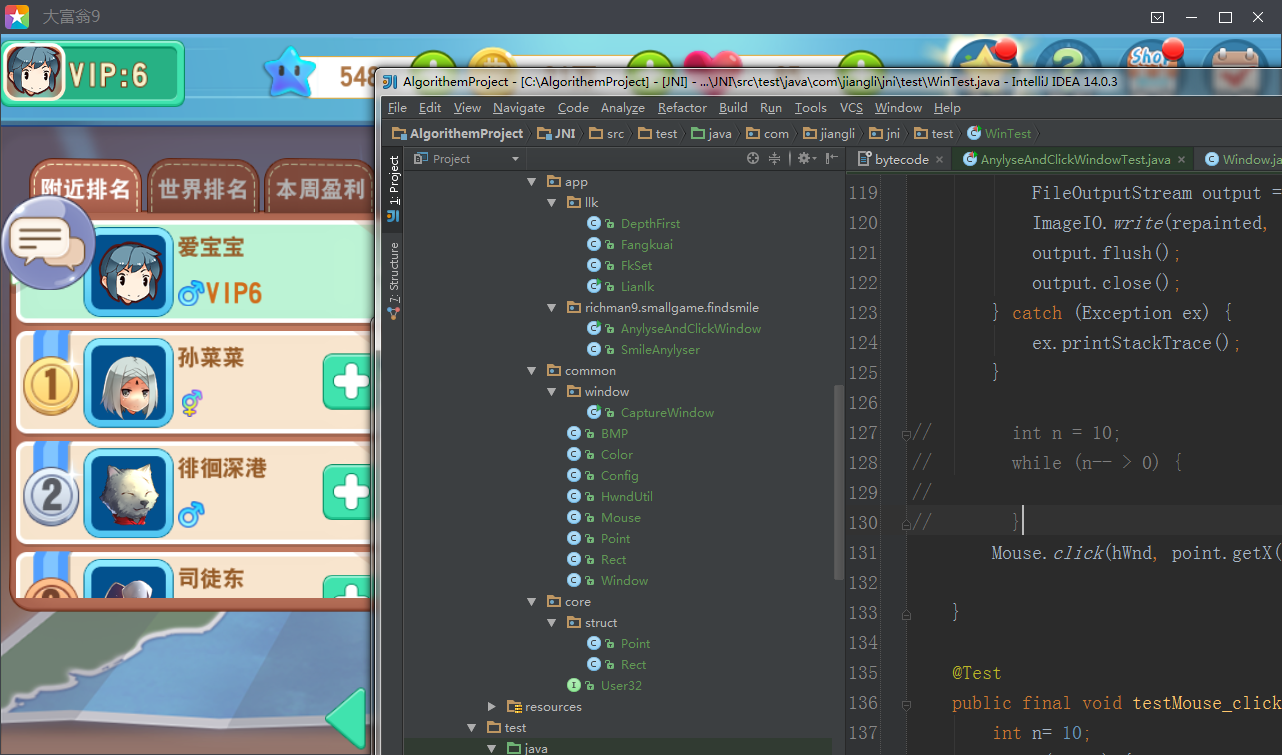 大富翁9
VIP:6
548
Shop
附近排名
世界排名
本周盈利
爱宝宝
VIP6
1
孙菜菜
2
徘徊深港
司徒东
AlgorithemProject - [C:\AlgorithemProject] - [JNI] - ...\JNI\src\test\java\com\jiangli\jni\test\WinTest.java - IntelliJ IDEA 14.0.3
File Edit View Navigate Code Analyze Refactor Build Run Tools VCS Window Help
AlgorithemProject JNI src test java com jiangli jni test WinTest
1: Project
7: Structure
Project
bytecode AnylyseAndClickWindowTest.java Window.ja
app
llk
DepthFirst
Fangkuai
FkSet
Lianlk
richman9.smallgame.findsmile
AnylyseAndClickWindow
SmileAnylyser
common
window
CaptureWindow
BMP
Color
Config
HwndUtil
Mouse
Point
Rect
Window
core
struct
Point
Rect
User32
resources
test
java
119 FileOutputStream output =
120 ImageIO.write(repainted,
121 output.flush();
122 output.close();
123 } catch (Exception ex) {
124 ex.printStackTrace();
125 }
126
127 // int n = 10;
128 // while (n-- > 0) {
129 //
130 // }
131 Mouse.click(hWnd, point.getX(
132
133 }
134
135 @Test
136 public final void testMouse_click
137 int n= 10;